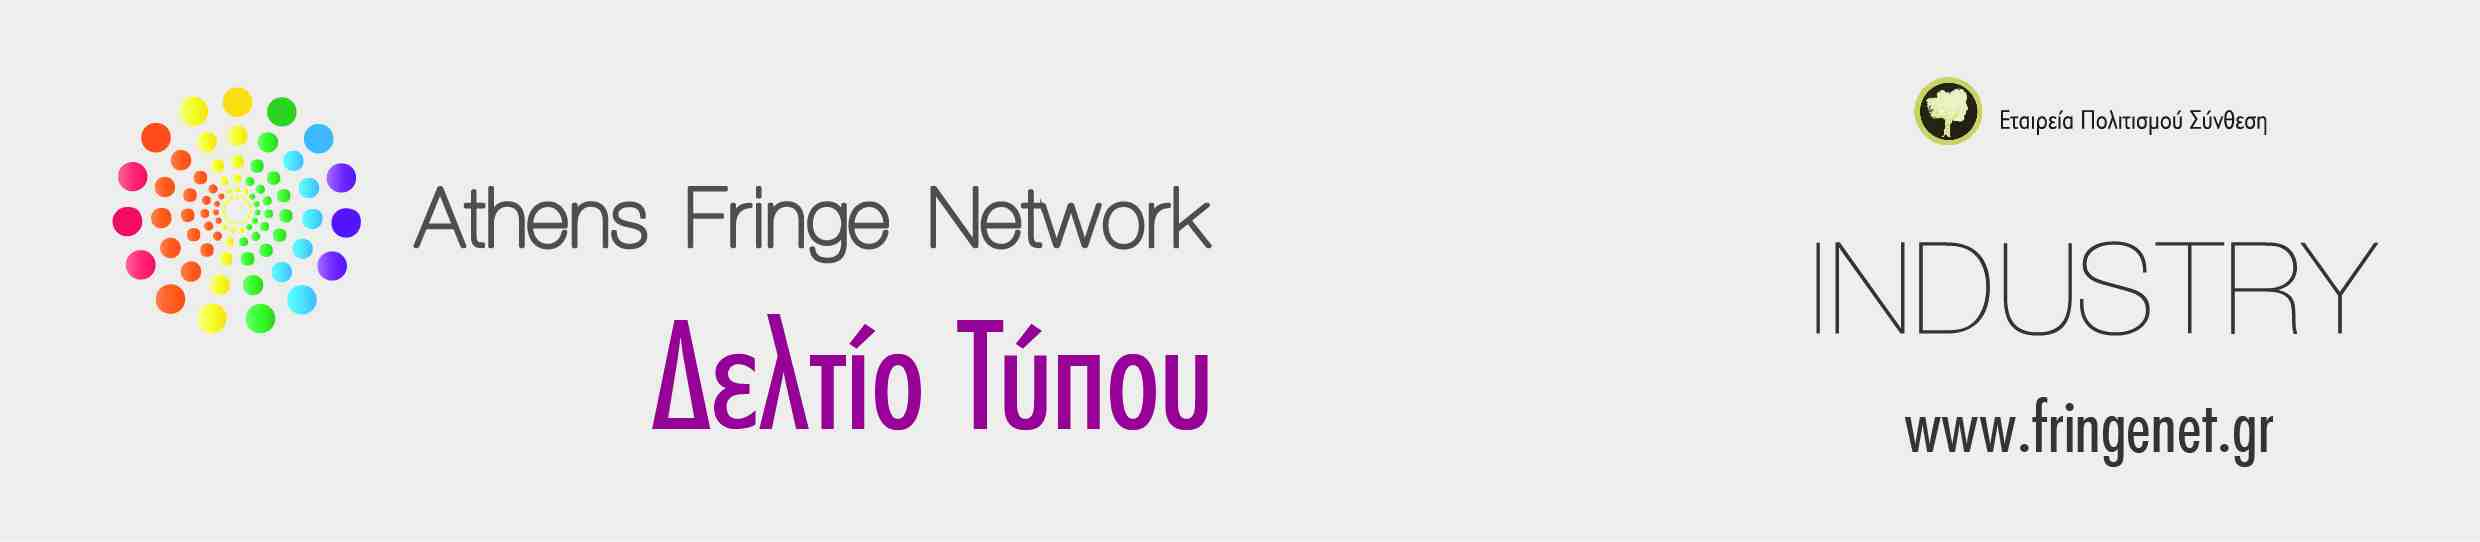 Athens Fringe Network
Δελτίο Τύπου
Εταιρεία Πολιτισμού Σύνθεση
INDUSTRY
www.fringenet.gr